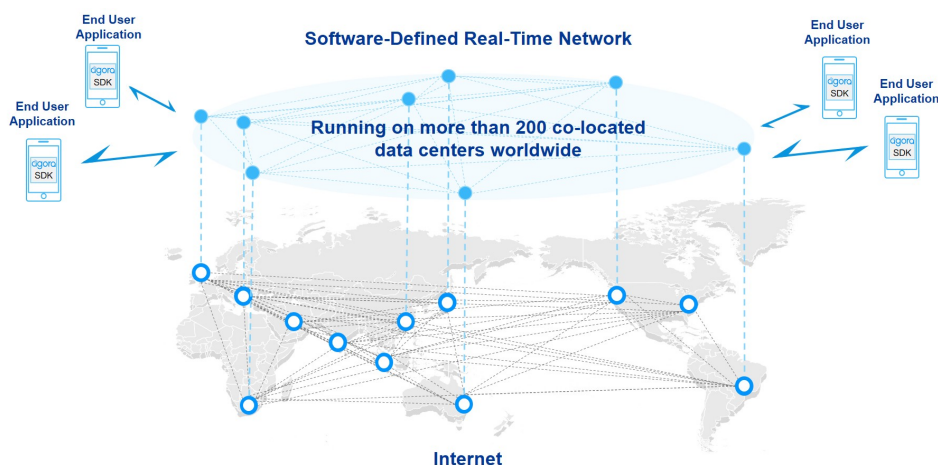 End User
Application
agora
SDK
End User
Application
agora
SDK
Software-Defined Real-Time Network
Running on more than 200 co-located
data centers worldwide
End User
Application
agora
SDK
End User
Application
agora
SDK
Internet